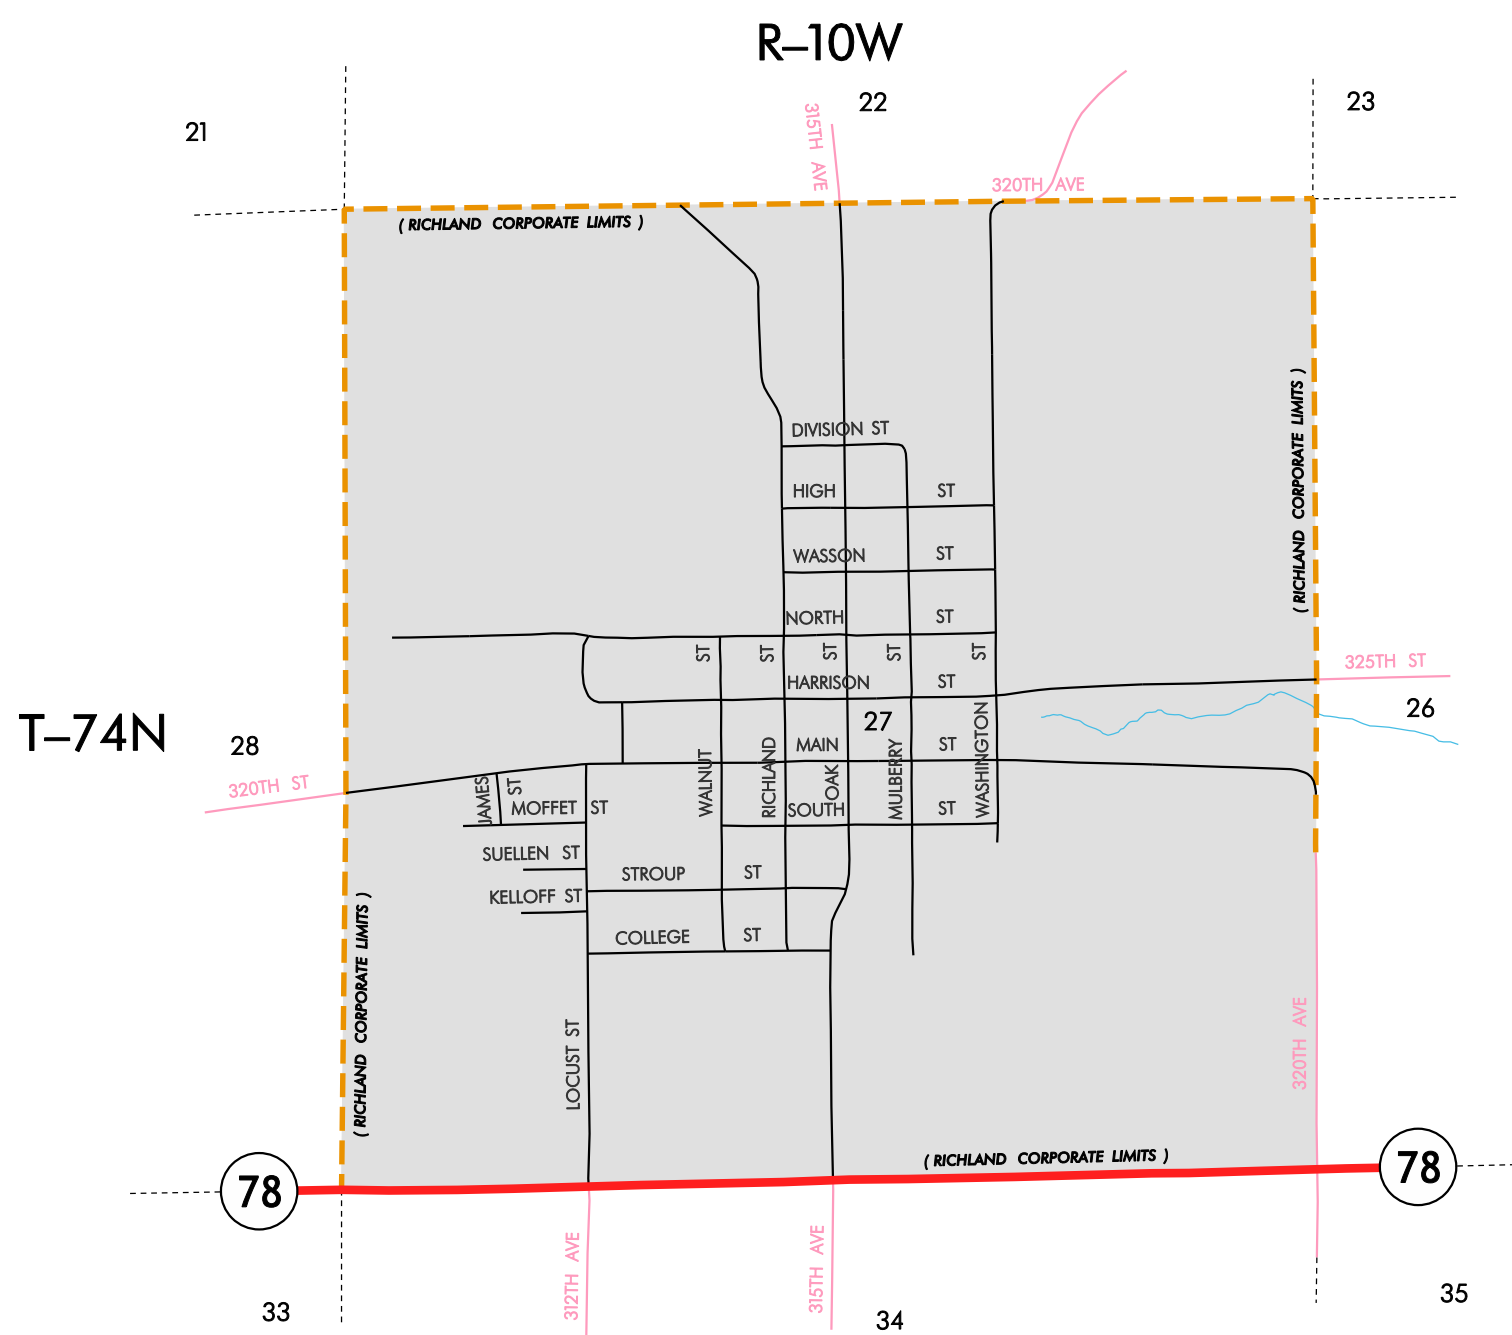 R–10W
22
23
21
315TH AVE
320TH AVE
( RICHLAND CORPORATE LIMITS )
( RICHLAND CORPORATE LIMITS )
DIVISION ST
HIGH ST
WASSON ST
NORTH ST
ST
ST
ST
ST
ST
HARRISON ST
325TH ST
26
27
T–74N
28
MAIN ST
WALNUT
RICHLAND
OAK
MULBERRY
WASHINGTON
320TH ST
JAMES ST
MOFFET ST
SOUTH ST
SUELLEN ST
STROUP ST
KELLOFF ST
COLLEGE ST
( RICHLAND CORPORATE LIMITS )
LOCUST ST
320TH AVE
( RICHLAND CORPORATE LIMITS )
78
78
312TH AVE
315TH AVE
33
34
35